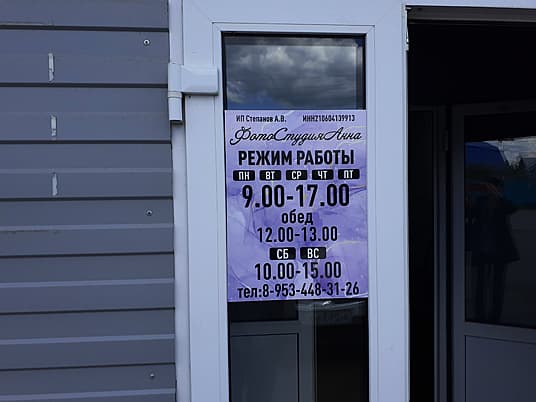 ИП Степанов А.В. ИНН210604139913
ФотоСтудияАнна
РЕЖИМ РАБОТЫ
ПН ВТ СР ЧТ ПТ
9.00-17.00
обед
12.00-13.00
СБ ВС
10.00-15.00
тел:8-953-448-31-26